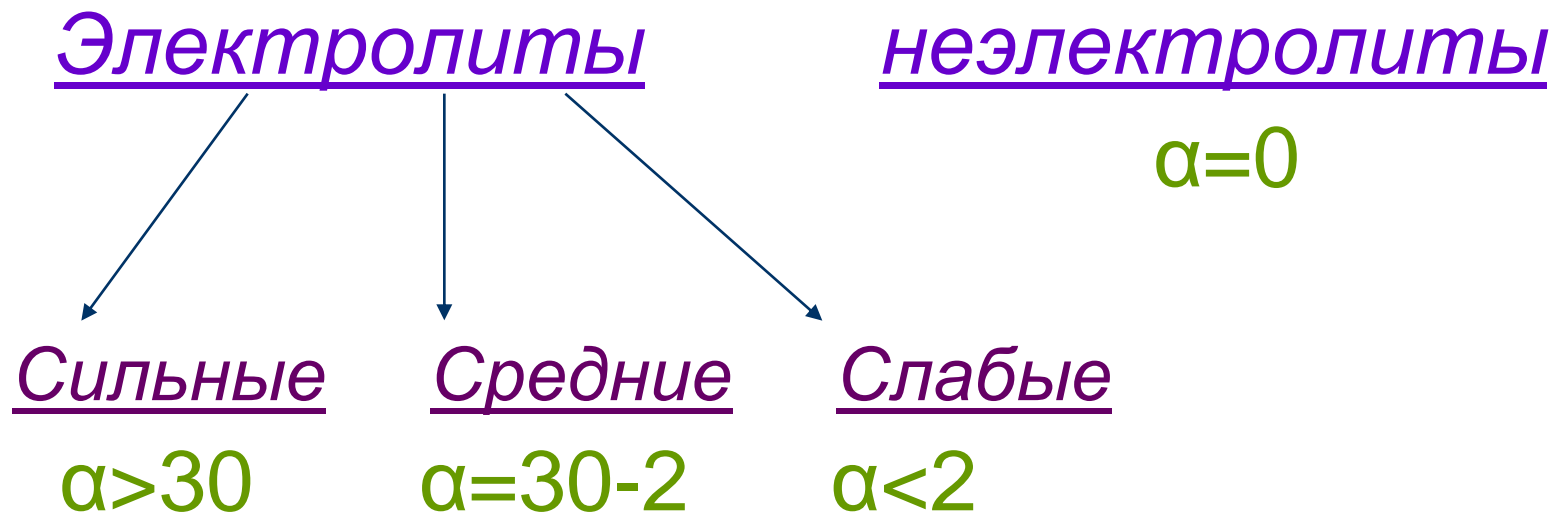 Электролиты неэлектролиты
α=0
Сильные Средние Слабые
α>30 α=30-2 α<2